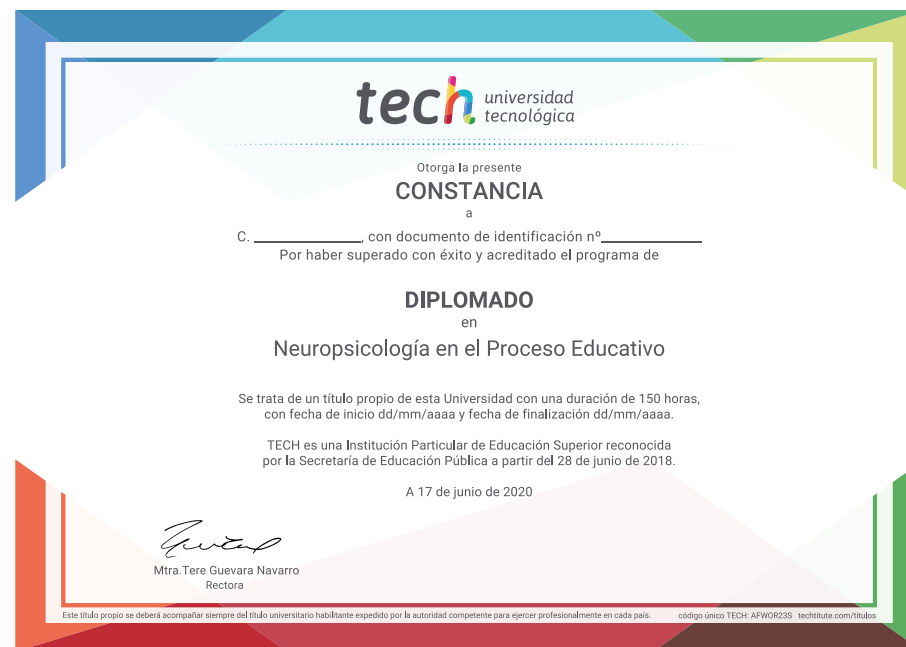 tech universidad
tecnológica
Otorga la presente
CONSTANCIA
a
C. ______________, con documento de identificación nº_____________
Por haber superado con éxito y acreditado el programa de
DIPLOMADO
en
Neuropsicología en el Proceso Educativo
Se trata de un título propio de esta Universidad con una duración de 150 horas,
con fecha de inicio dd/mm/aaaa y fecha de finalización dd/mm/aaaa.
TECH es una Institución Particular de Educación Superior reconocida
por la Secretaría de Educación Pública a partir del 28 de junio de 2018.
A 17 de junio de 2020
Mtra.Tere Guevara Navarro
Rectora
Este título propio se deberá acompañar siempre del título universitario habilitante expedido por la autoridad competente para ejercer profesionalmente en cada país. código único TECH: AFWOR23S techtitute.com/titulos